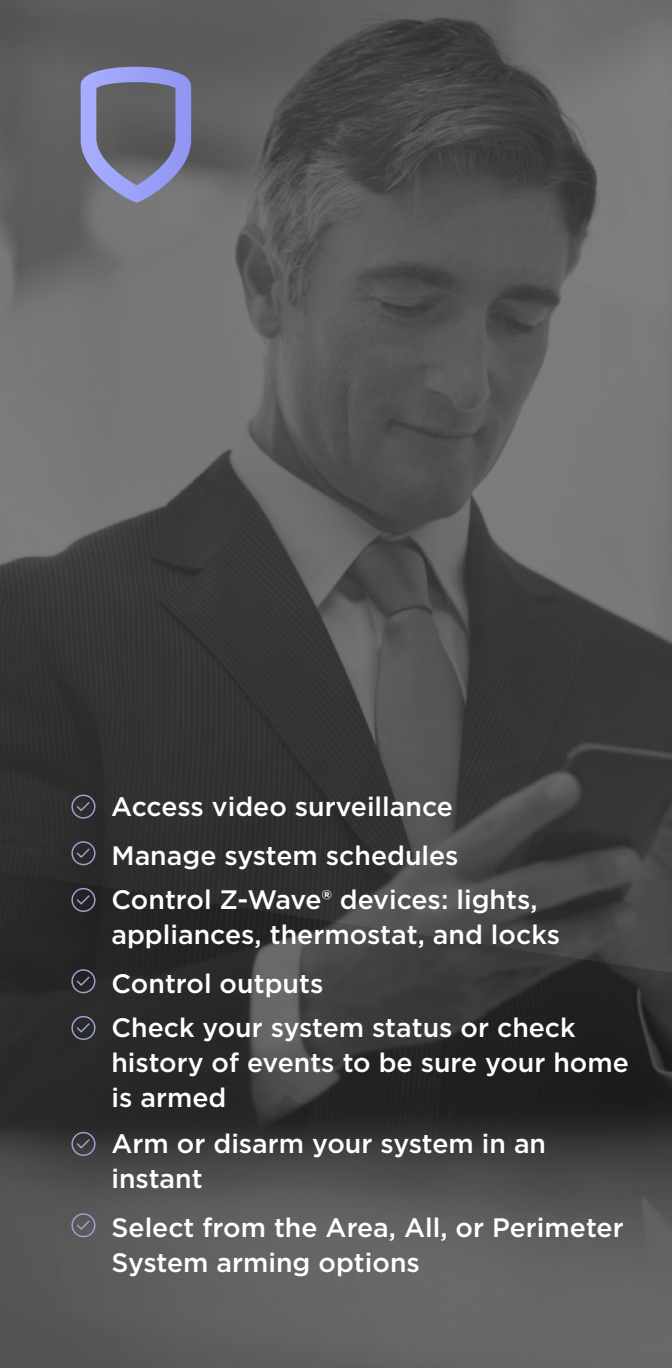 Access video surveillance
Manage system schedules
Control Z-Wave® devices: lights,
appliances, thermostat, and locks
Control outputs
Check your system status or check
history of events to be sure your home
is armed
Arm or disarm your system in an
instant
Select from the Area, All, or Perimeter
System arming options